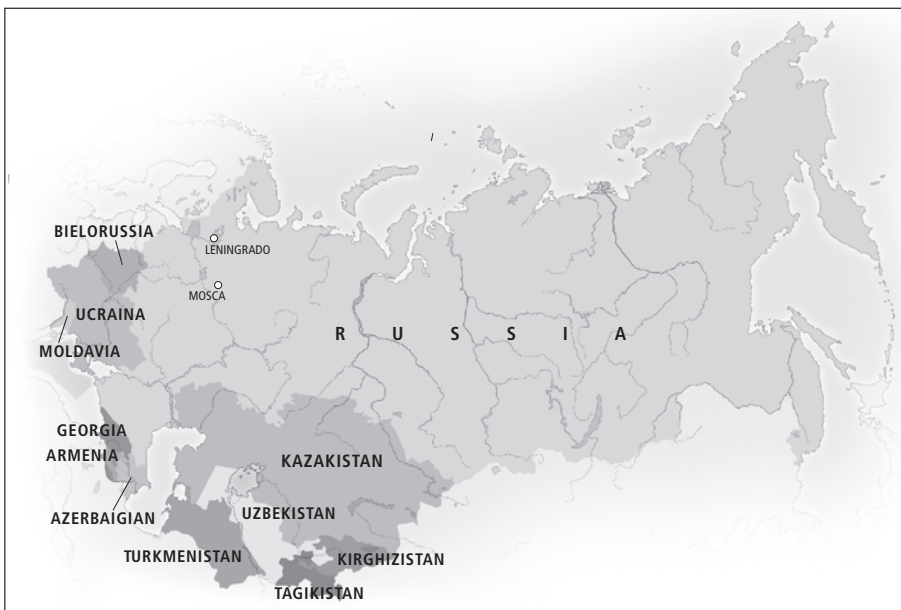 BIELORUSSIA
LENINGRADO
MOSCA
UCRAINA
R U S S I A
MOLDAVIA
GEORGIA
ARMENIA
KAZAKISTAN
AZERBAIGIAN
UZBEKISTAN
TURKMENISTAN
KIRGHIZISTAN
TAGIKISTAN